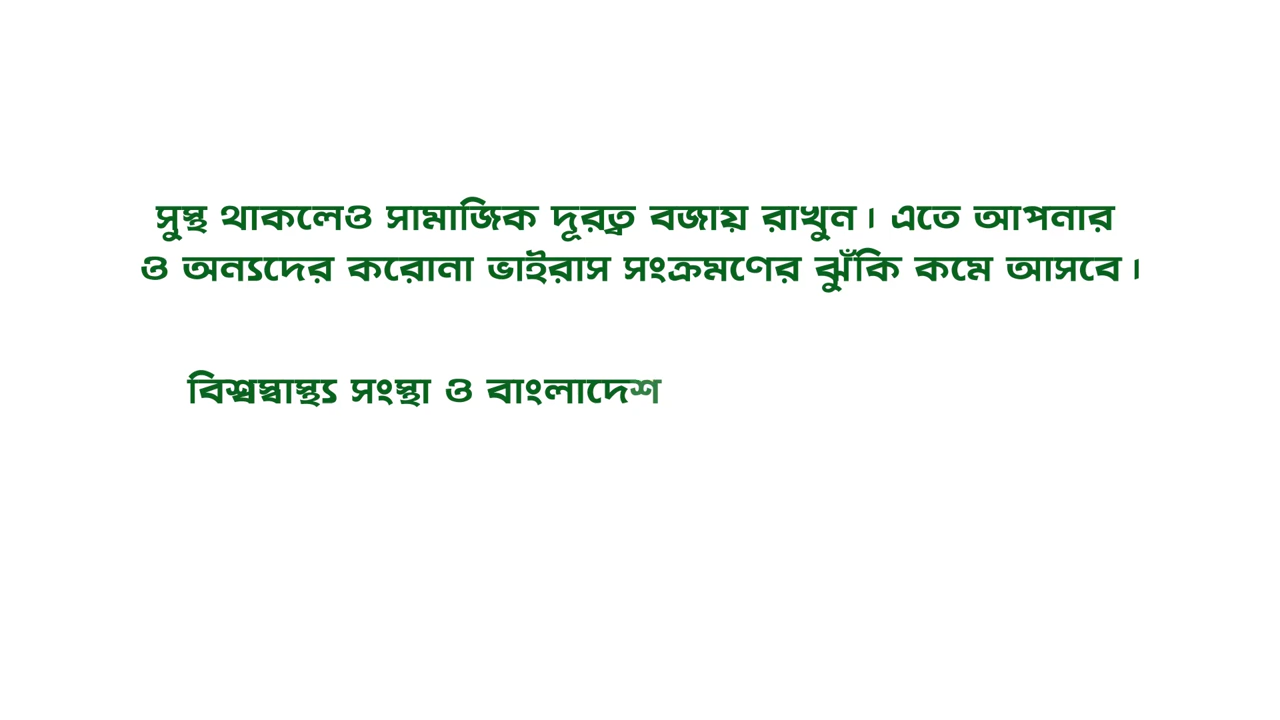 সুস্থ থাকলেও সামাজিক দূরত্ব বজায় রাখুন। এতে আপনার
ও অন্যদের করোনা ভাইরাস সংক্রমণের ঝুঁকি কমে আসবে।
বিশ্বস্বাস্থ্য সংস্থা ও বাংলাদেশ